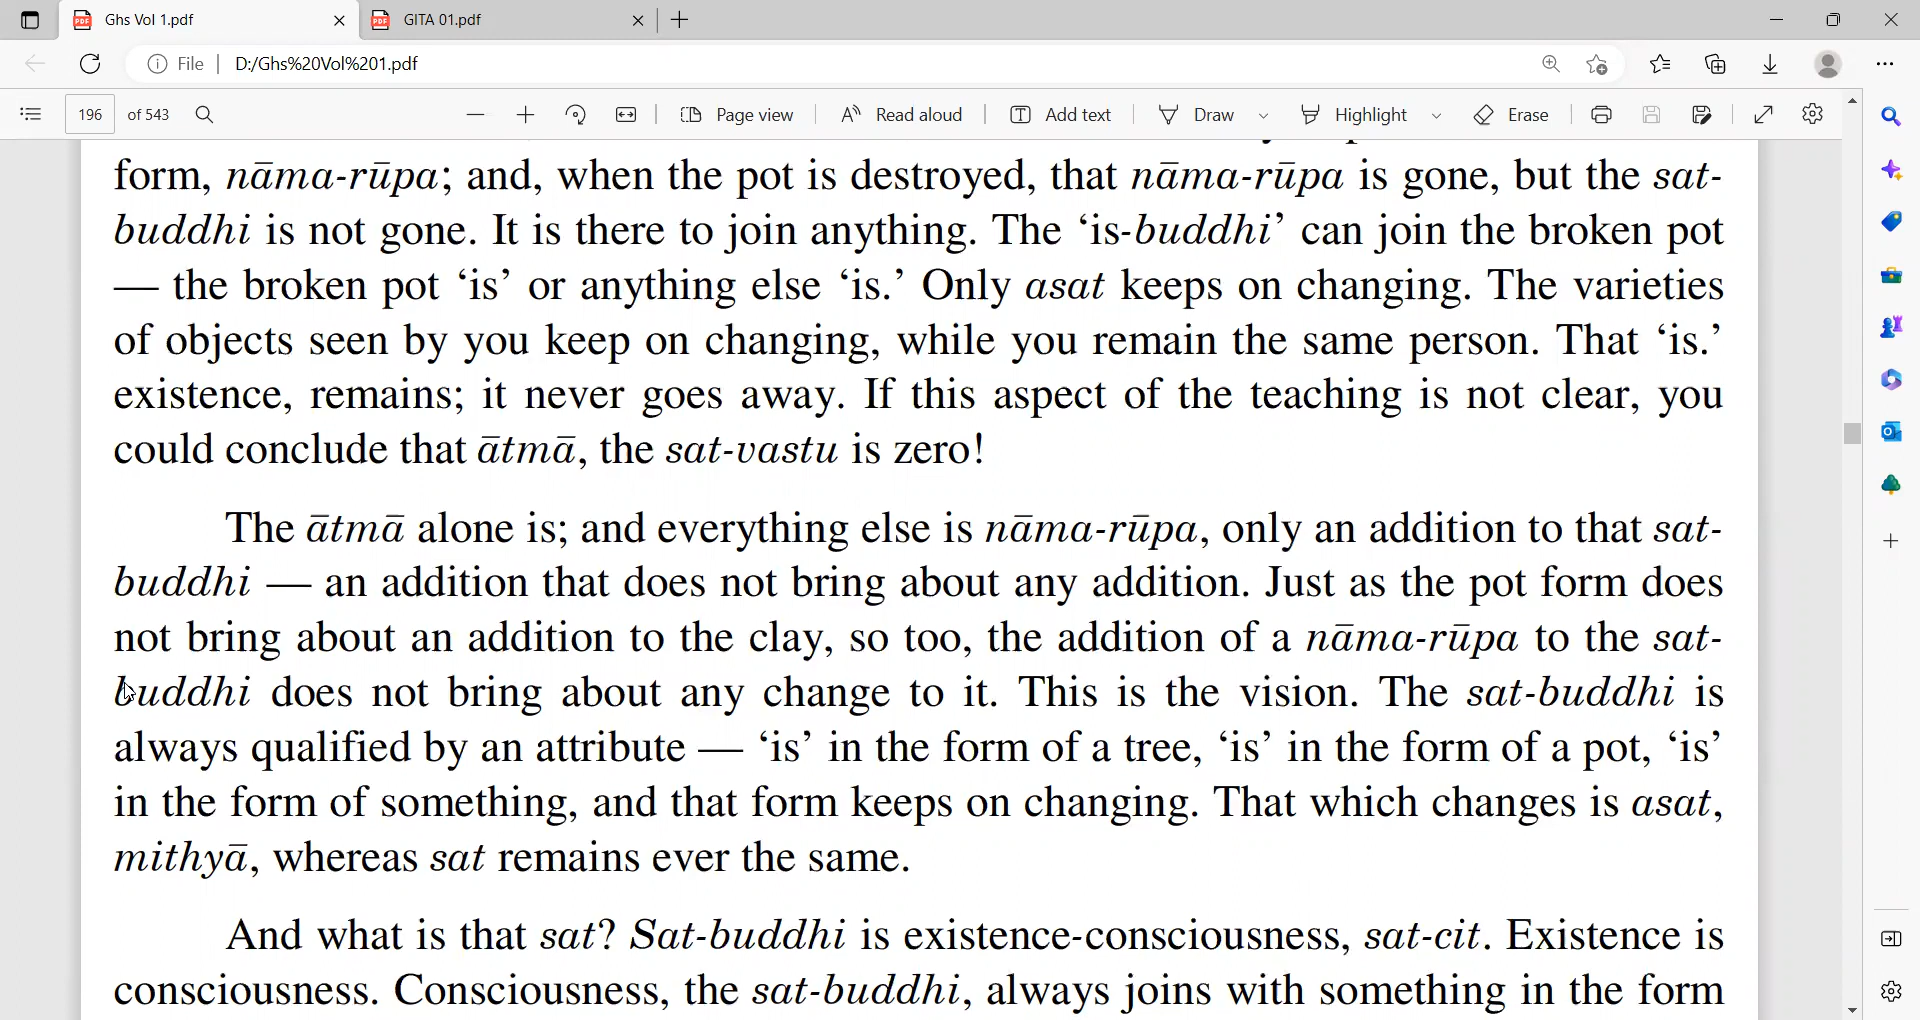 Ghs Vol 1.pdf
GITA 01.pdf
File
D:/Ghs%20Vol%201.pdf
196 of 543
Page view
Read aloud
Add text
Draw
Highlight
Erase
form, nāma-rūpa; and, when the pot is destroyed, that nāma-rūpa is gone, but the sat-
buddhi is not gone. It is there to join anything. The ‘is-buddhi’ can join the broken pot
— the broken pot ‘is’ or anything else ‘is.’ Only asat keeps on changing. The varieties
of objects seen by you keep on changing, while you remain the same person. That ‘is.’
existence, remains; it never goes away. If this aspect of the teaching is not clear, you
could conclude that ātmā, the sat-vastu is zero!
The ātmā alone is; and everything else is nāma-rūpa, only an addition to that sat-
buddhi — an addition that does not bring about any addition. Just as the pot form does
not bring about an addition to the clay, so too, the addition of a nāma-rūpa to the sat-
buddhi does not bring about any change to it. This is the vision. The sat-buddhi is
always qualified by an attribute — ‘is’ in the form of a tree, ‘is’ in the form of a pot, ‘is’
in the form of something, and that form keeps on changing. That which changes is asat,
mithyā, whereas sat remains ever the same.
And what is that sat? Sat-buddhi is existence-consciousness, sat-cit. Existence is
consciousness. Consciousness, the sat-buddhi, always joins with something in the form